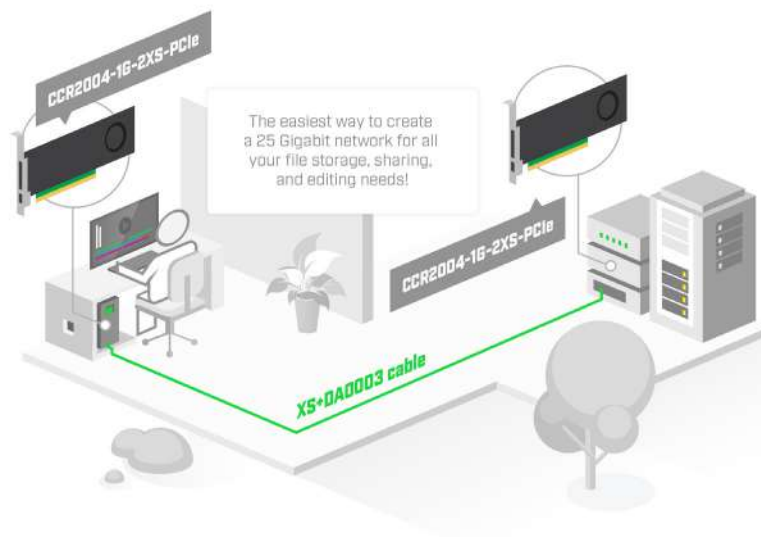 CCR2004-1G-2XS-PCIe
The easiest way to create
a 25 Gigabit network for all
your file storage, sharing,
and editing needs!
CCR2004-1G-2XS-PCIe
XS+DA0003 cable